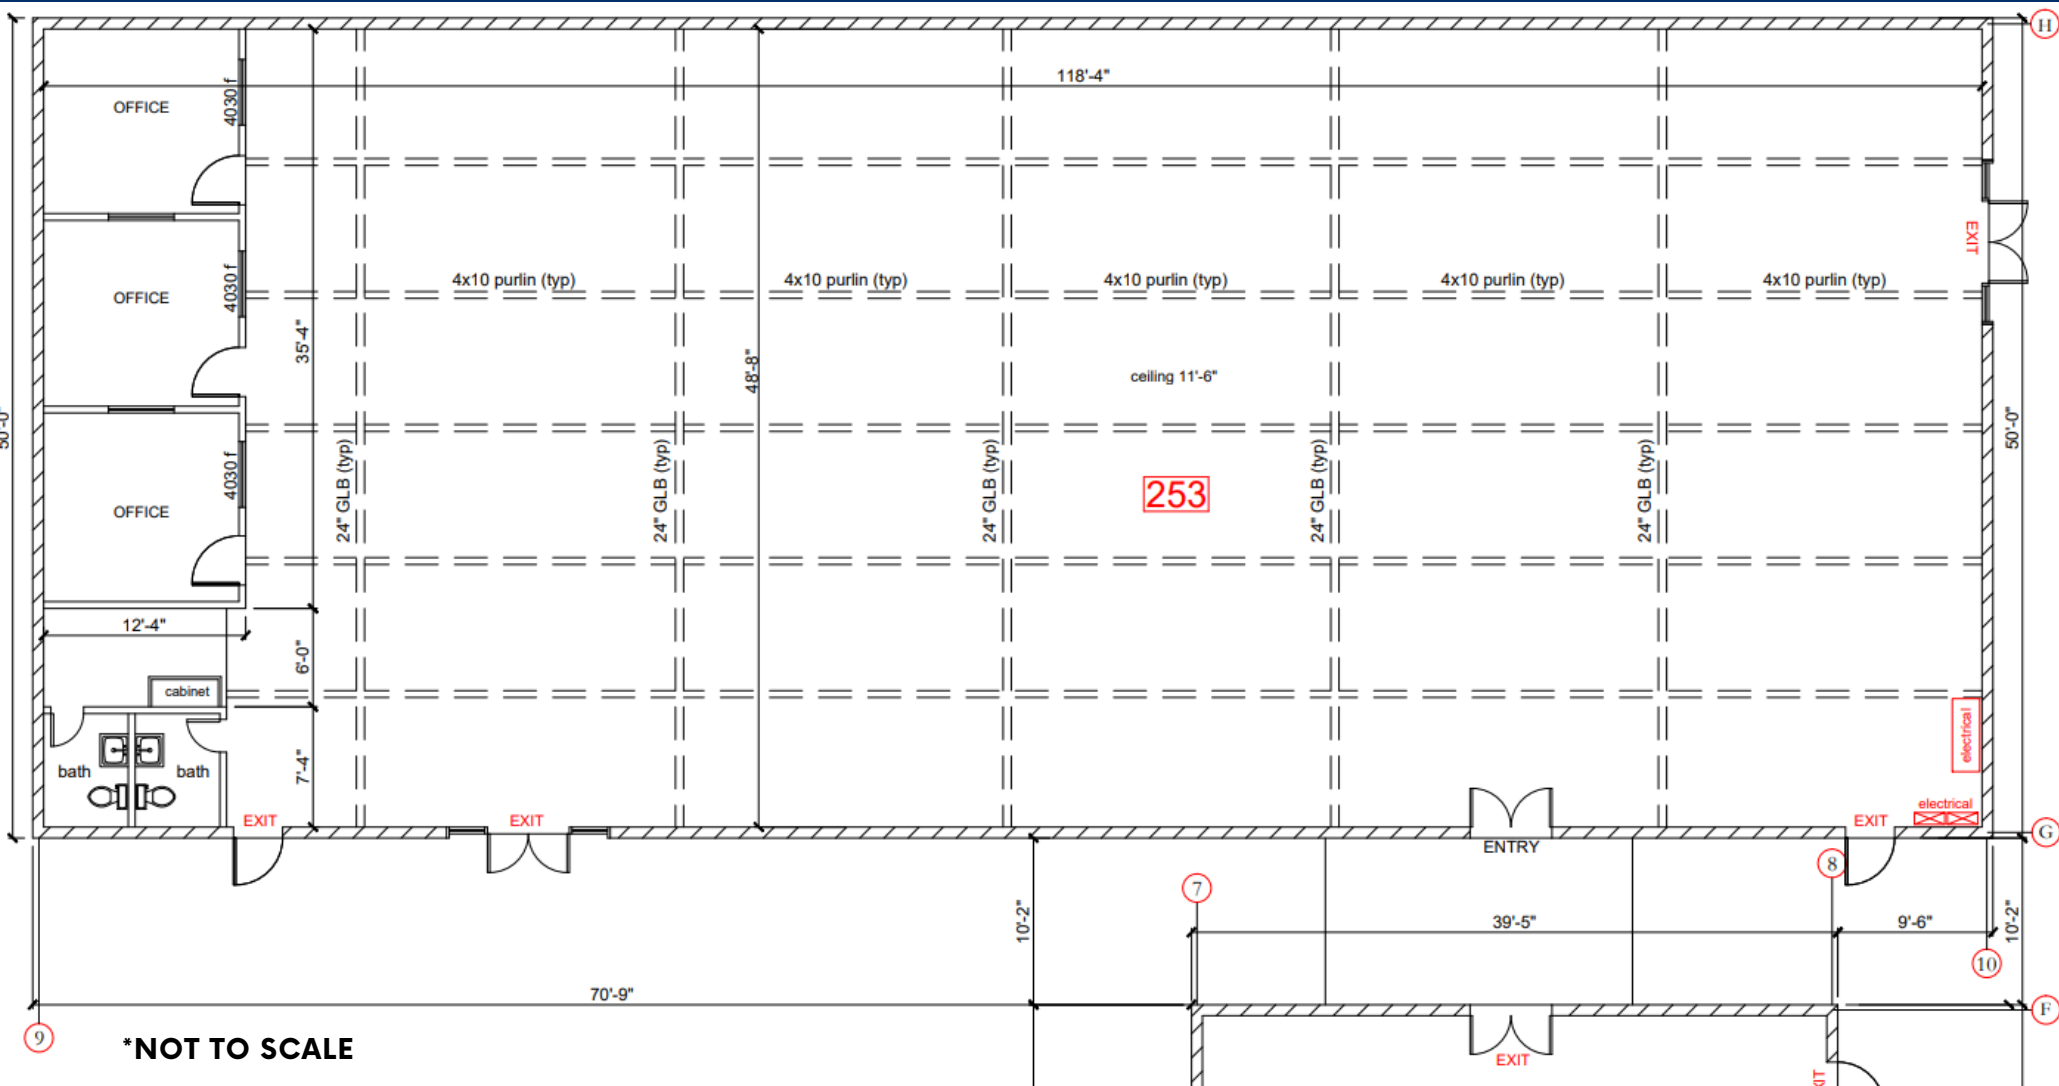 H
118'-4"
OFFICE
4030 f
EXIT
OFFICE
4030 f
4x10 purlin (typ)
4x10 purlin (typ)
4x10 purlin (typ)
4x10 purlin (typ)
4x10 purlin (typ)
35'-4"
48'-8"
ceiling 11'-6"
50'-0"
50'-0"
24" GLB (typ)
24" GLB (typ)
24" GLB (typ)
24" GLB (typ)
24" GLB (typ)
4030 f
253
OFFICE
12'-4"
6'-0"
cabinet
electrical
bath
bath
7'-4"
electrical
EXIT
EXIT
EXIT
G
ENTRY
8
7
10'-2"
39'-5"
9'-6"
10'-2"
10
70'-9"
F
9
*NOT TO SCALE
EXIT